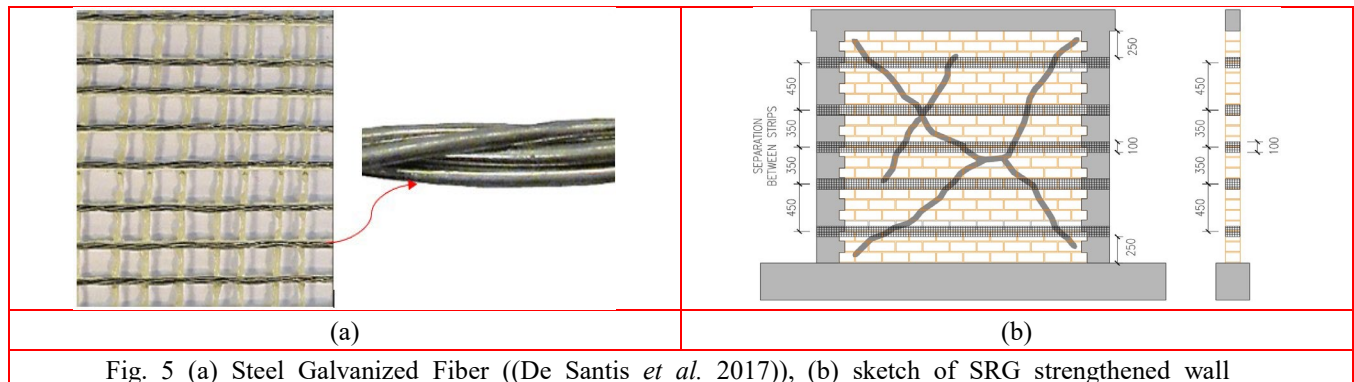 250
450
350
350
450
SEPARATION
BETWEEN STRIPS
100
250
450
350
350
450
100
(a)
(b)
Fig. 5 (a) Steel Galvanized Fiber ((De Santis et al. 2017)), (b) sketch of SRG strengthened wall